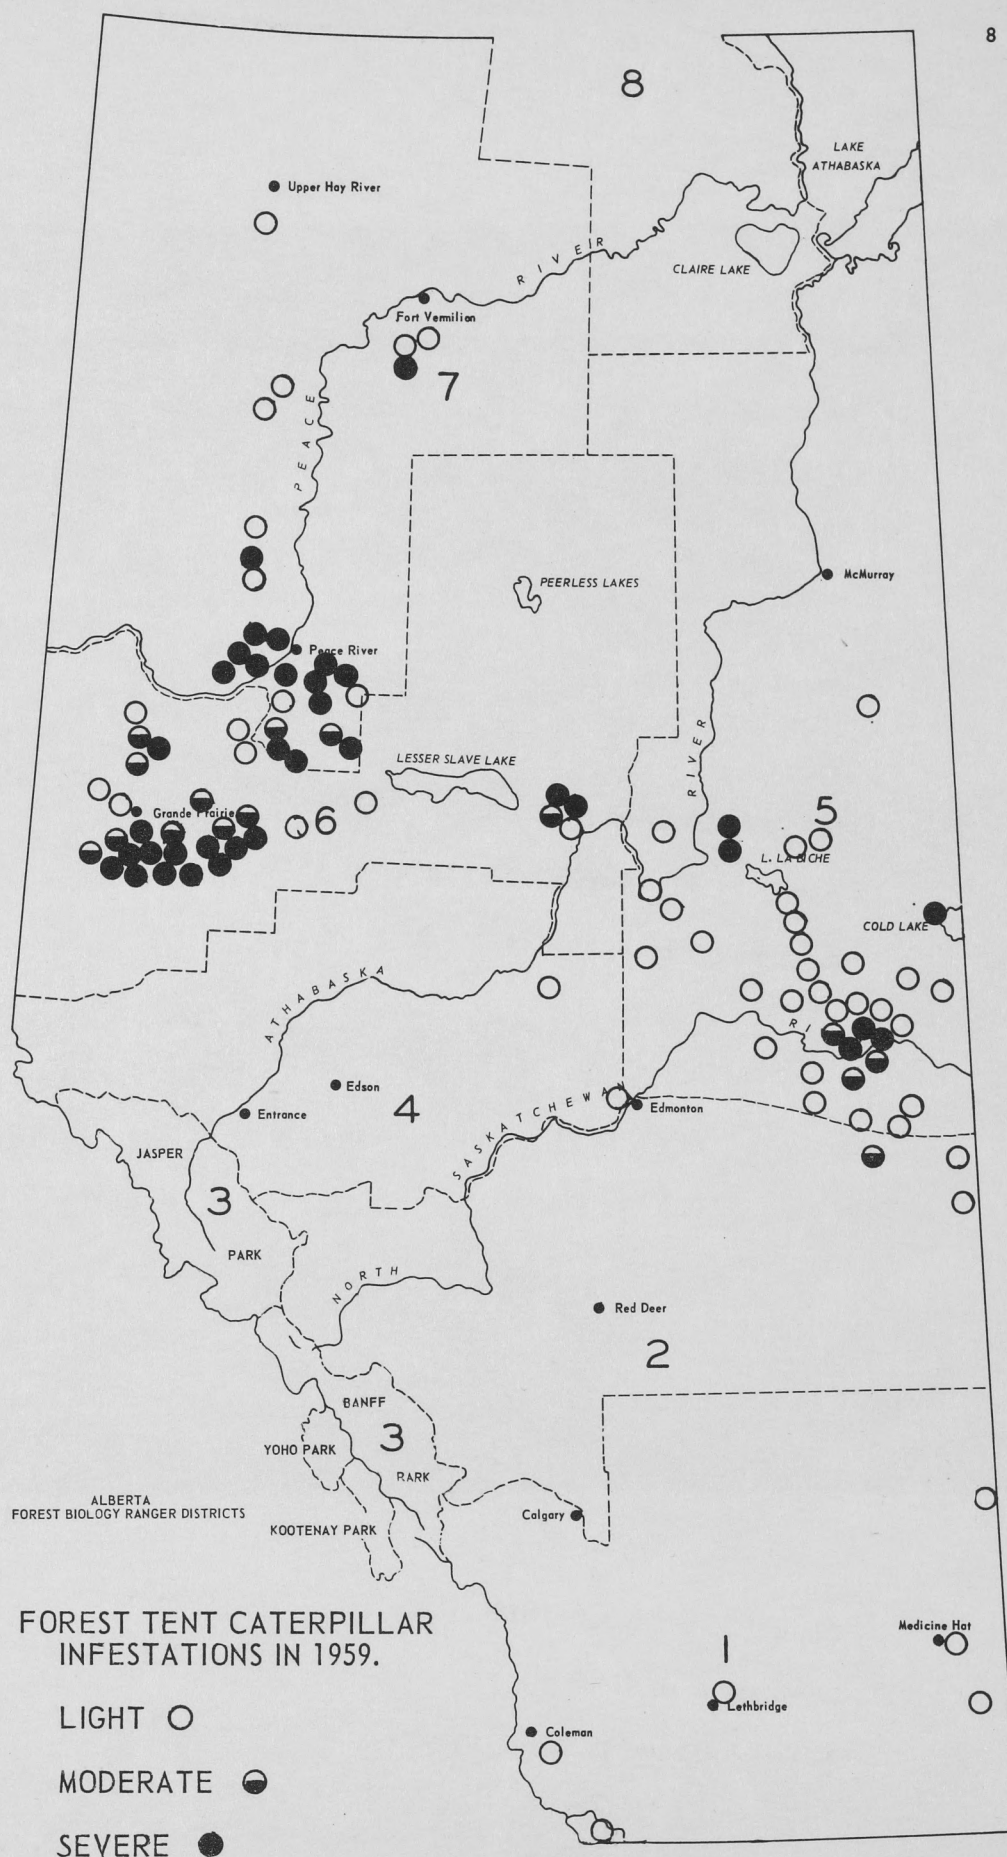 8
8
LAKE
ATHABASKA
Upper Hay River
CLAIRE LAKE
RIVER
Fort Vermilion
7
PEACE
PEERLESS LAKES
McMurray
Peace River
LESSER SLAVE LAKE
RIVER
Grande Prairie
6
5
L. LA BICHE
COLD LAKE
ATHABASKA
Edson
4
Entrance
SASKATCHEWAN
Edmonton
JASPER
3
PARK
NORTH
Red Deer
2
BANFF
3
YOHO PARK
PARK
ALBERTA
FOREST BIOLOGY RANGER DISTRICTS
Calgary
KOOTENAY PARK
FOREST TENT CATERPILLAR
INFESTATIONS IN 1959.
Medicine Hat
1
Lethbridge
LIGHT
Coleman
MODERATE
SEVERE